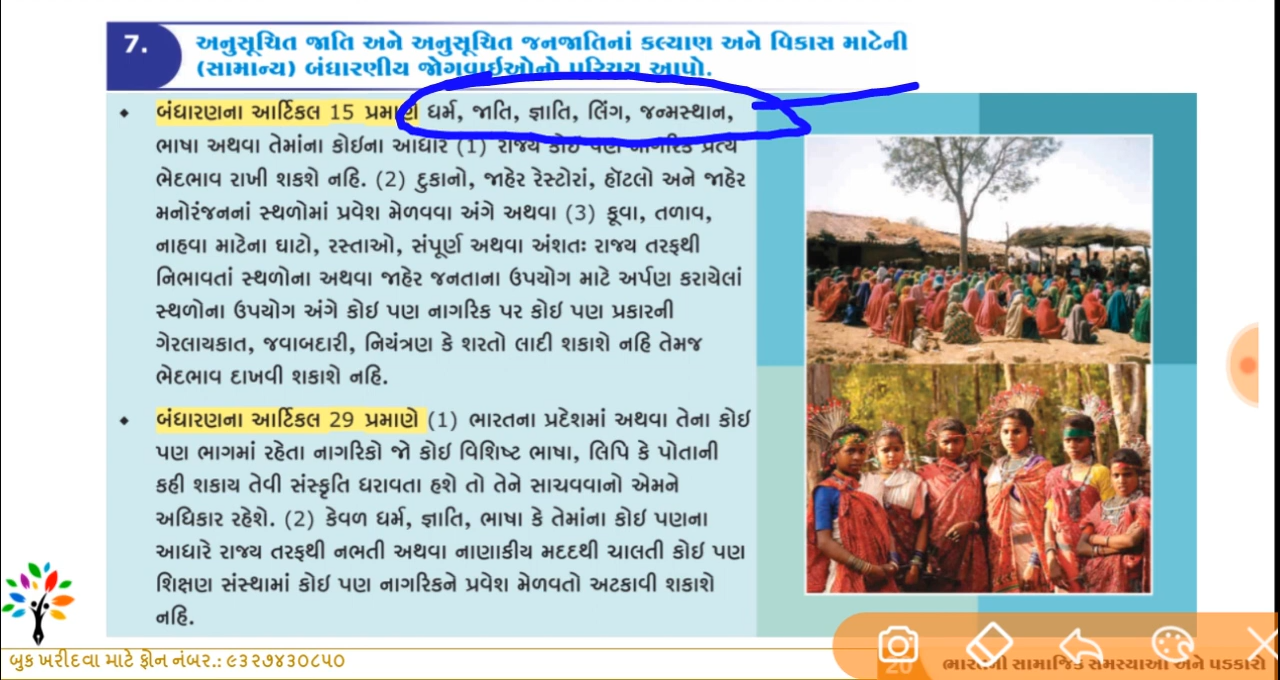 7.
અનુસૂચિત જાતિ અને અનુસૂચિત જનજાતિનાં કલ્યાણ અને વિકાસ માટેની
(સામાન્ય) બંધારણીય જોગવાઈઓનો પરિચય આપો.
બંધારણના આર્ટિકલ 15 પ્રમાણે ધર્મ, જાતિ, જ્ઞાતિ, લિંગ, જન્મસ્થાન,
ભાષા અથવા તેમાંના કોઈના આધારે (1) રાજ્ય કોઈ પણ નાગરિક પ્રત્યે
ભેદભાવ રાખી શકશે નહિ. (2) દુકાનો, જાહેર રેસ્ટોરાં, હૉટલો અને જાહેર
મનોરંજનનાં સ્થળોમાં પ્રવેશ મેળવવા અંગે અથવા (3) કૂવા, તળાવ,
નાહવા માટેના ઘાટો, રસ્તાઓ, સંપૂર્ણ અથવા અંશતઃ રાજ્ય તરફથી
નિભાવતાં સ્થળોના અથવા જાહેર જનતાના ઉપયોગ માટે અર્પણ કરાયેલાં
સ્થળોના ઉપયોગ અંગે કોઈ પણ નાગરિક પર કોઈ પણ પ્રકારની
ગેરલાયકાત, જવાબદારી, નિયંત્રણ કે શરતો લાદી શકાશે નહિ તેમજ
ભેદભાવ દાખવી શકાશે નહિ.
બંધારણના આર્ટિકલ 29 પ્રમાણે (1) ભારતના પ્રદેશમાં અથવા તેના કોઈ
પણ ભાગમાં રહેતા નાગરિકો જો કોઈ વિશિષ્ટ ભાષા, લિપિ કે પોતાની
કહી શકાય તેવી સંસ્કૃતિ ધરાવતા હશે તો તેને સાચવવાનો એમને
અધિકાર રહેશે. (2) કેવળ ધર્મ, જ્ઞાતિ, ભાષા કે તેમાંના કોઈ પણના
આધારે રાજ્ય તરફથી નભતી અથવા નાણાકીય મદદથી ચાલતી કોઈ પણ
શિક્ષણ સંસ્થામાં કોઈ પણ નાગરિકને પ્રવેશ મેળવતો અટકાવી શકાશે
નહિ.
બુક ખરીદવા માટે ફોન નંબર.: ૯૩૨૭૪૩૦૮૫૦
20
ભારતની સામાજિક સમસ્યાઓ અને પડકારો